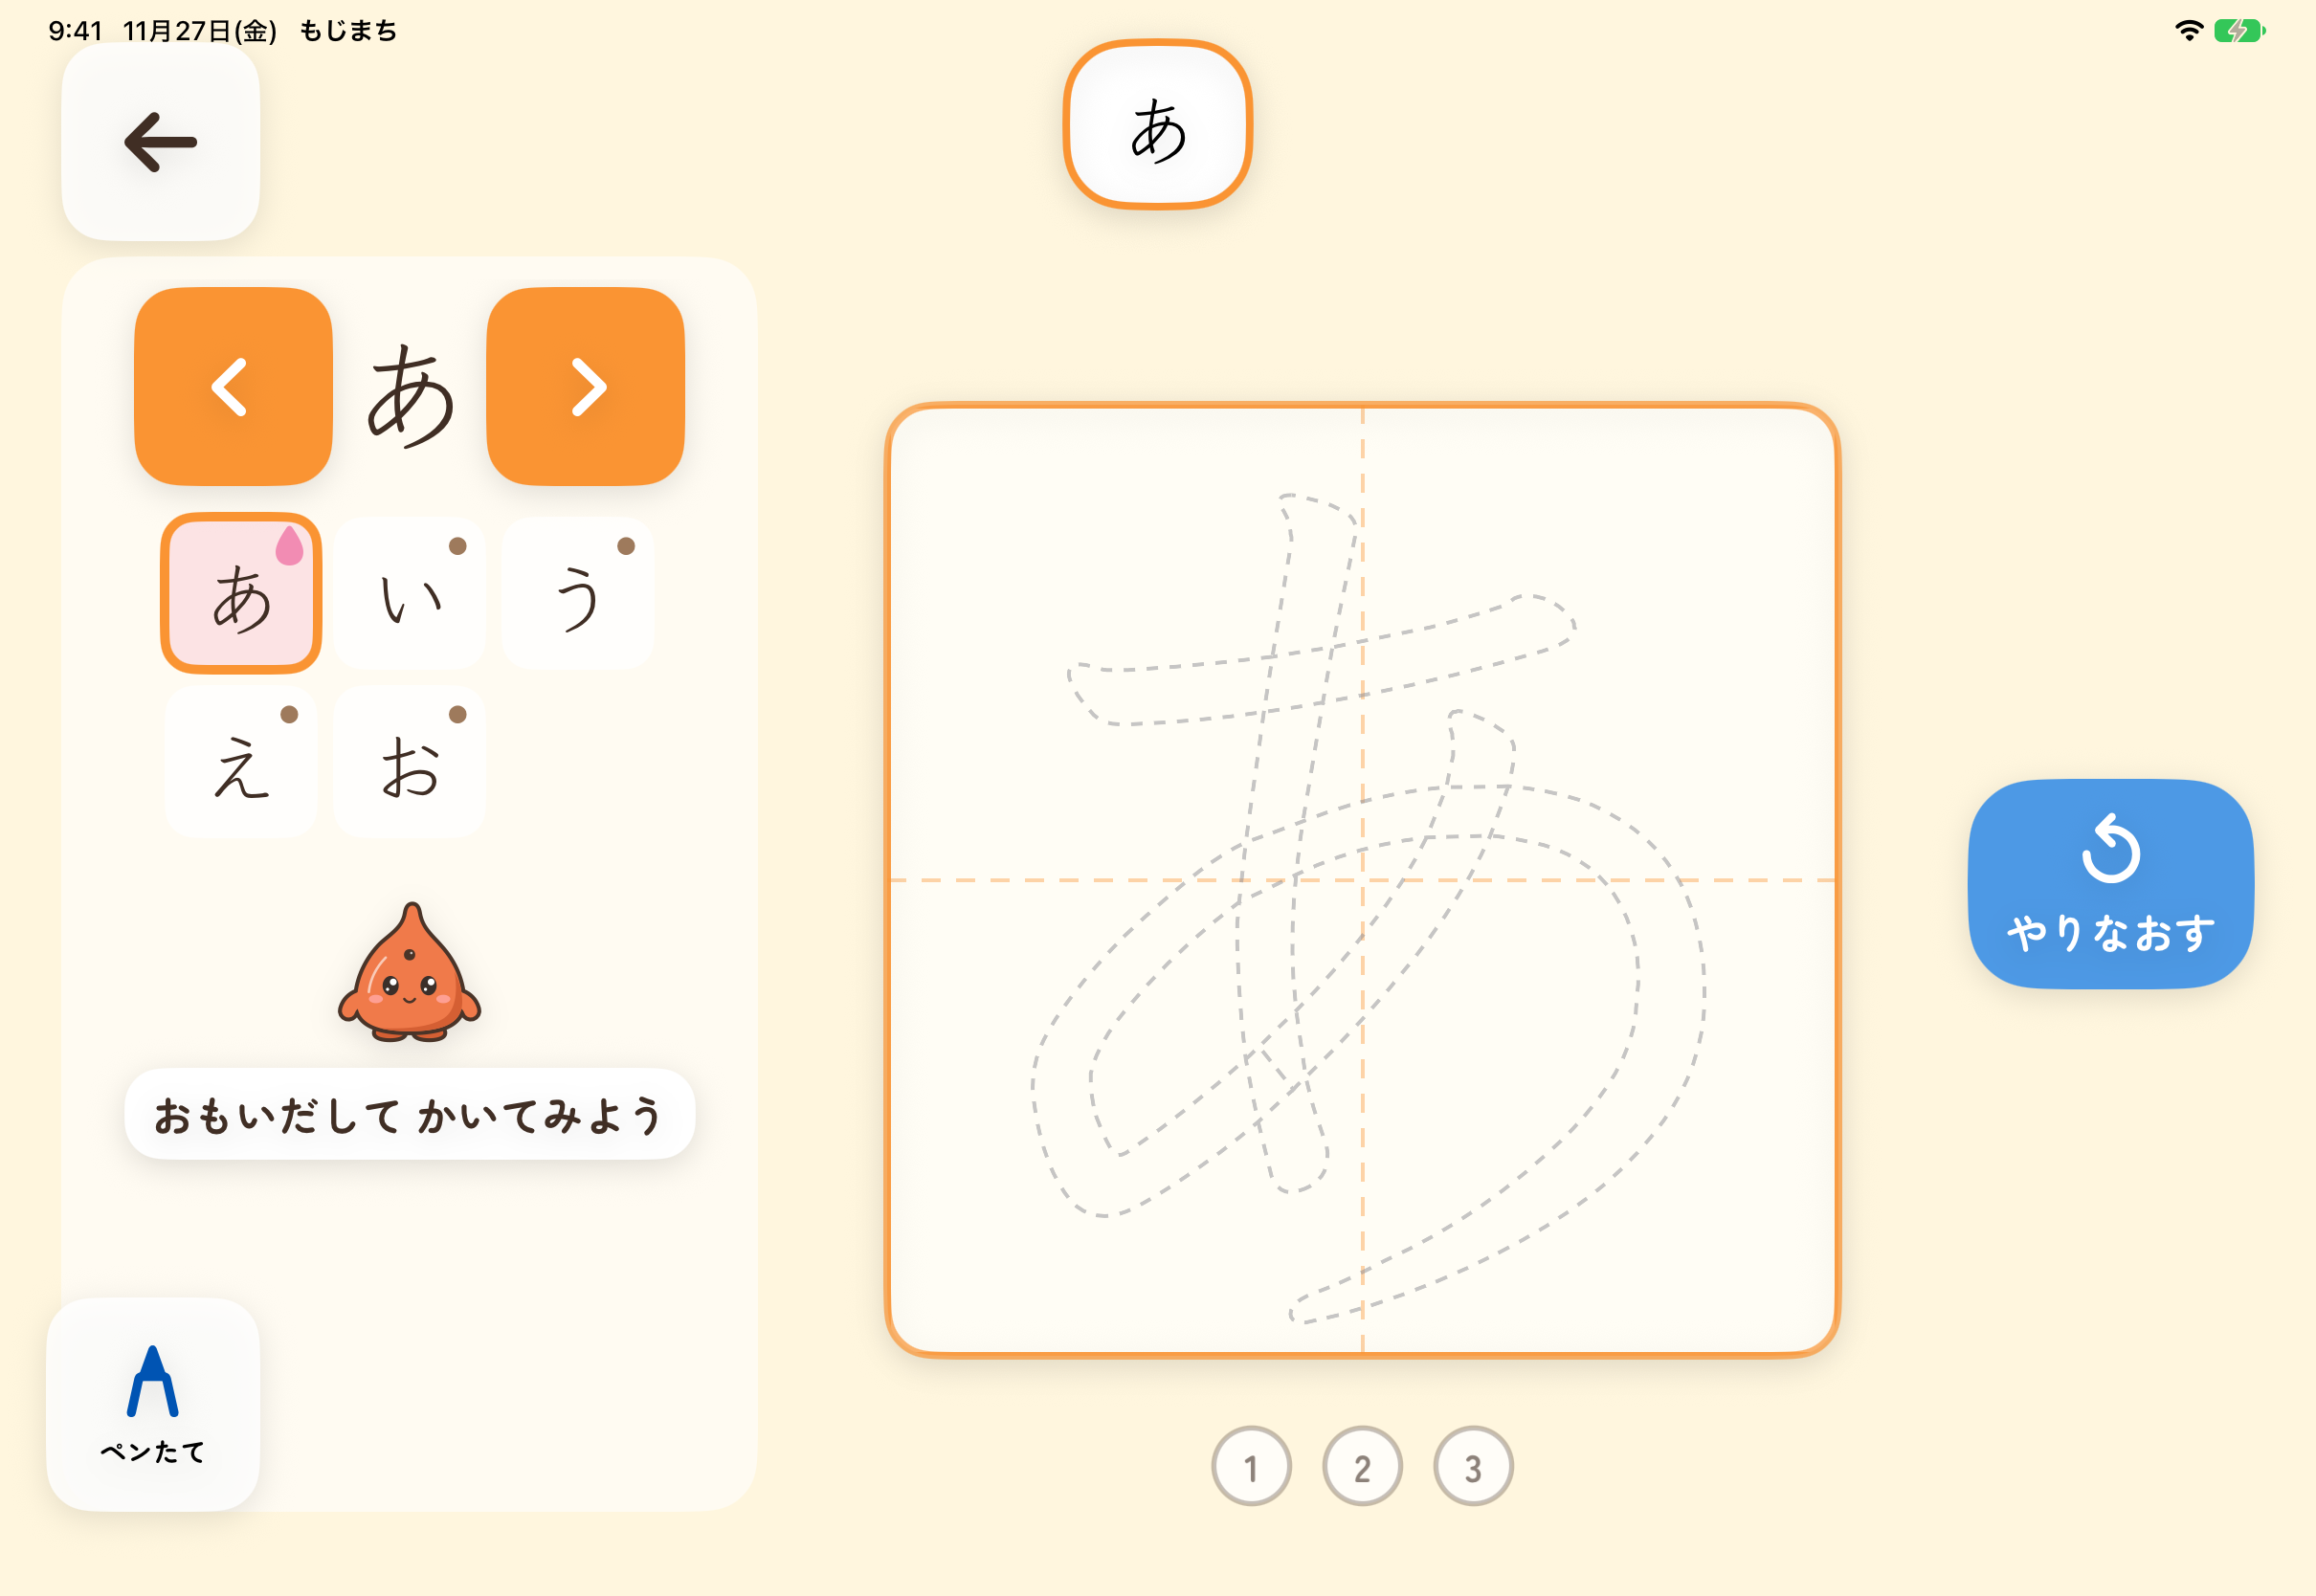 9:41 11月27日(金) もじまち
あ
あ
あ い う
え お
おもいだして かいてみよう
ペンたて
あ
やりなおす
1 2 3